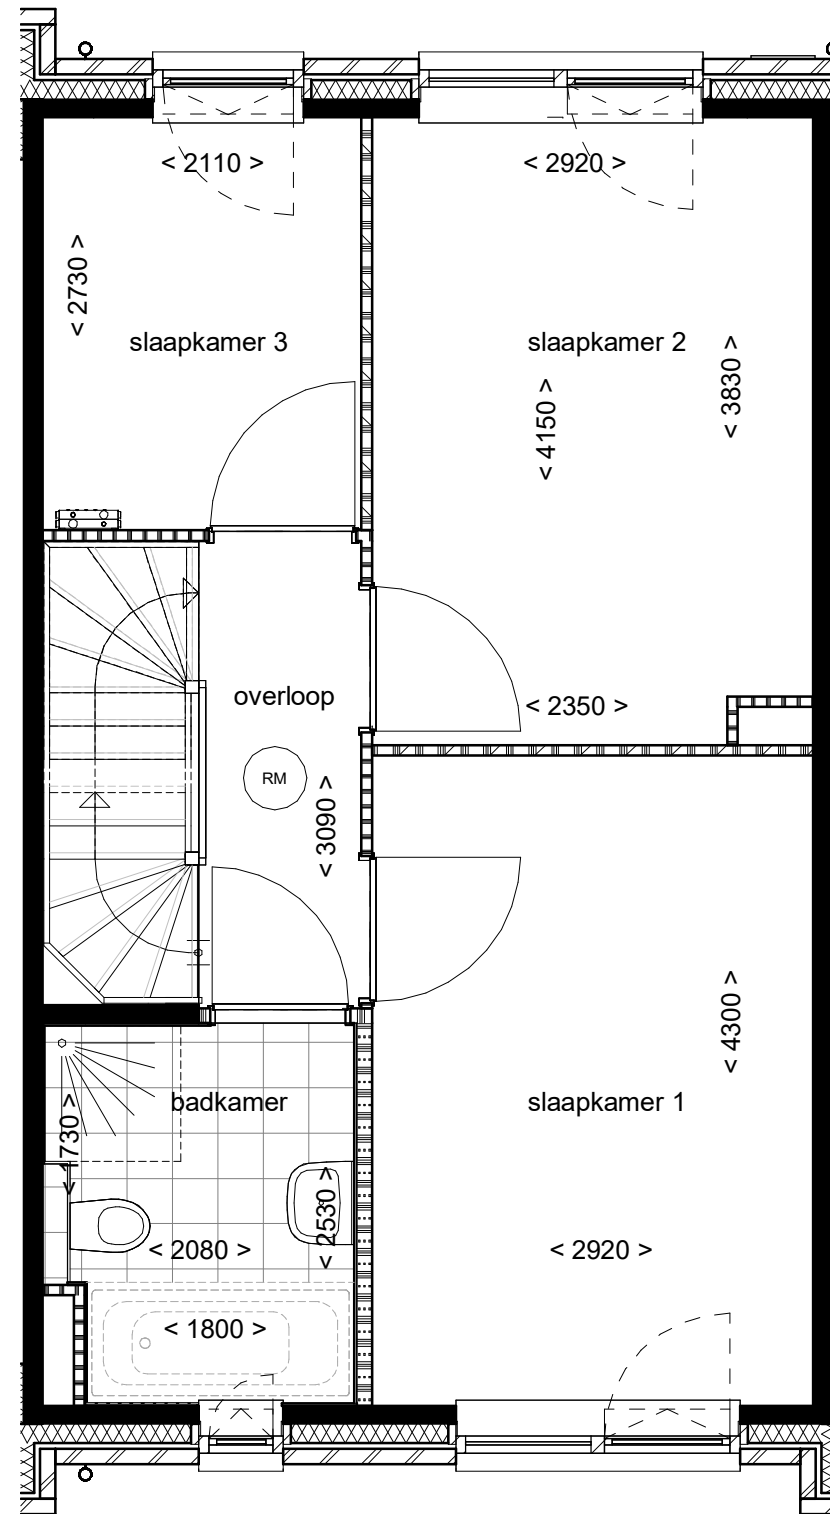 < 2110 >
< 2920 >
< 2730 >
slaapkamer 3
slaapkamer 2
< 3830 >
< 4150 >
overloop
< 2350 >
RM
< 3090 >
< 4300 >
badkamer
slaapkamer 1
< 1730 >
< 2530 >
< 2080 >
< 2920 >
< 1800 >